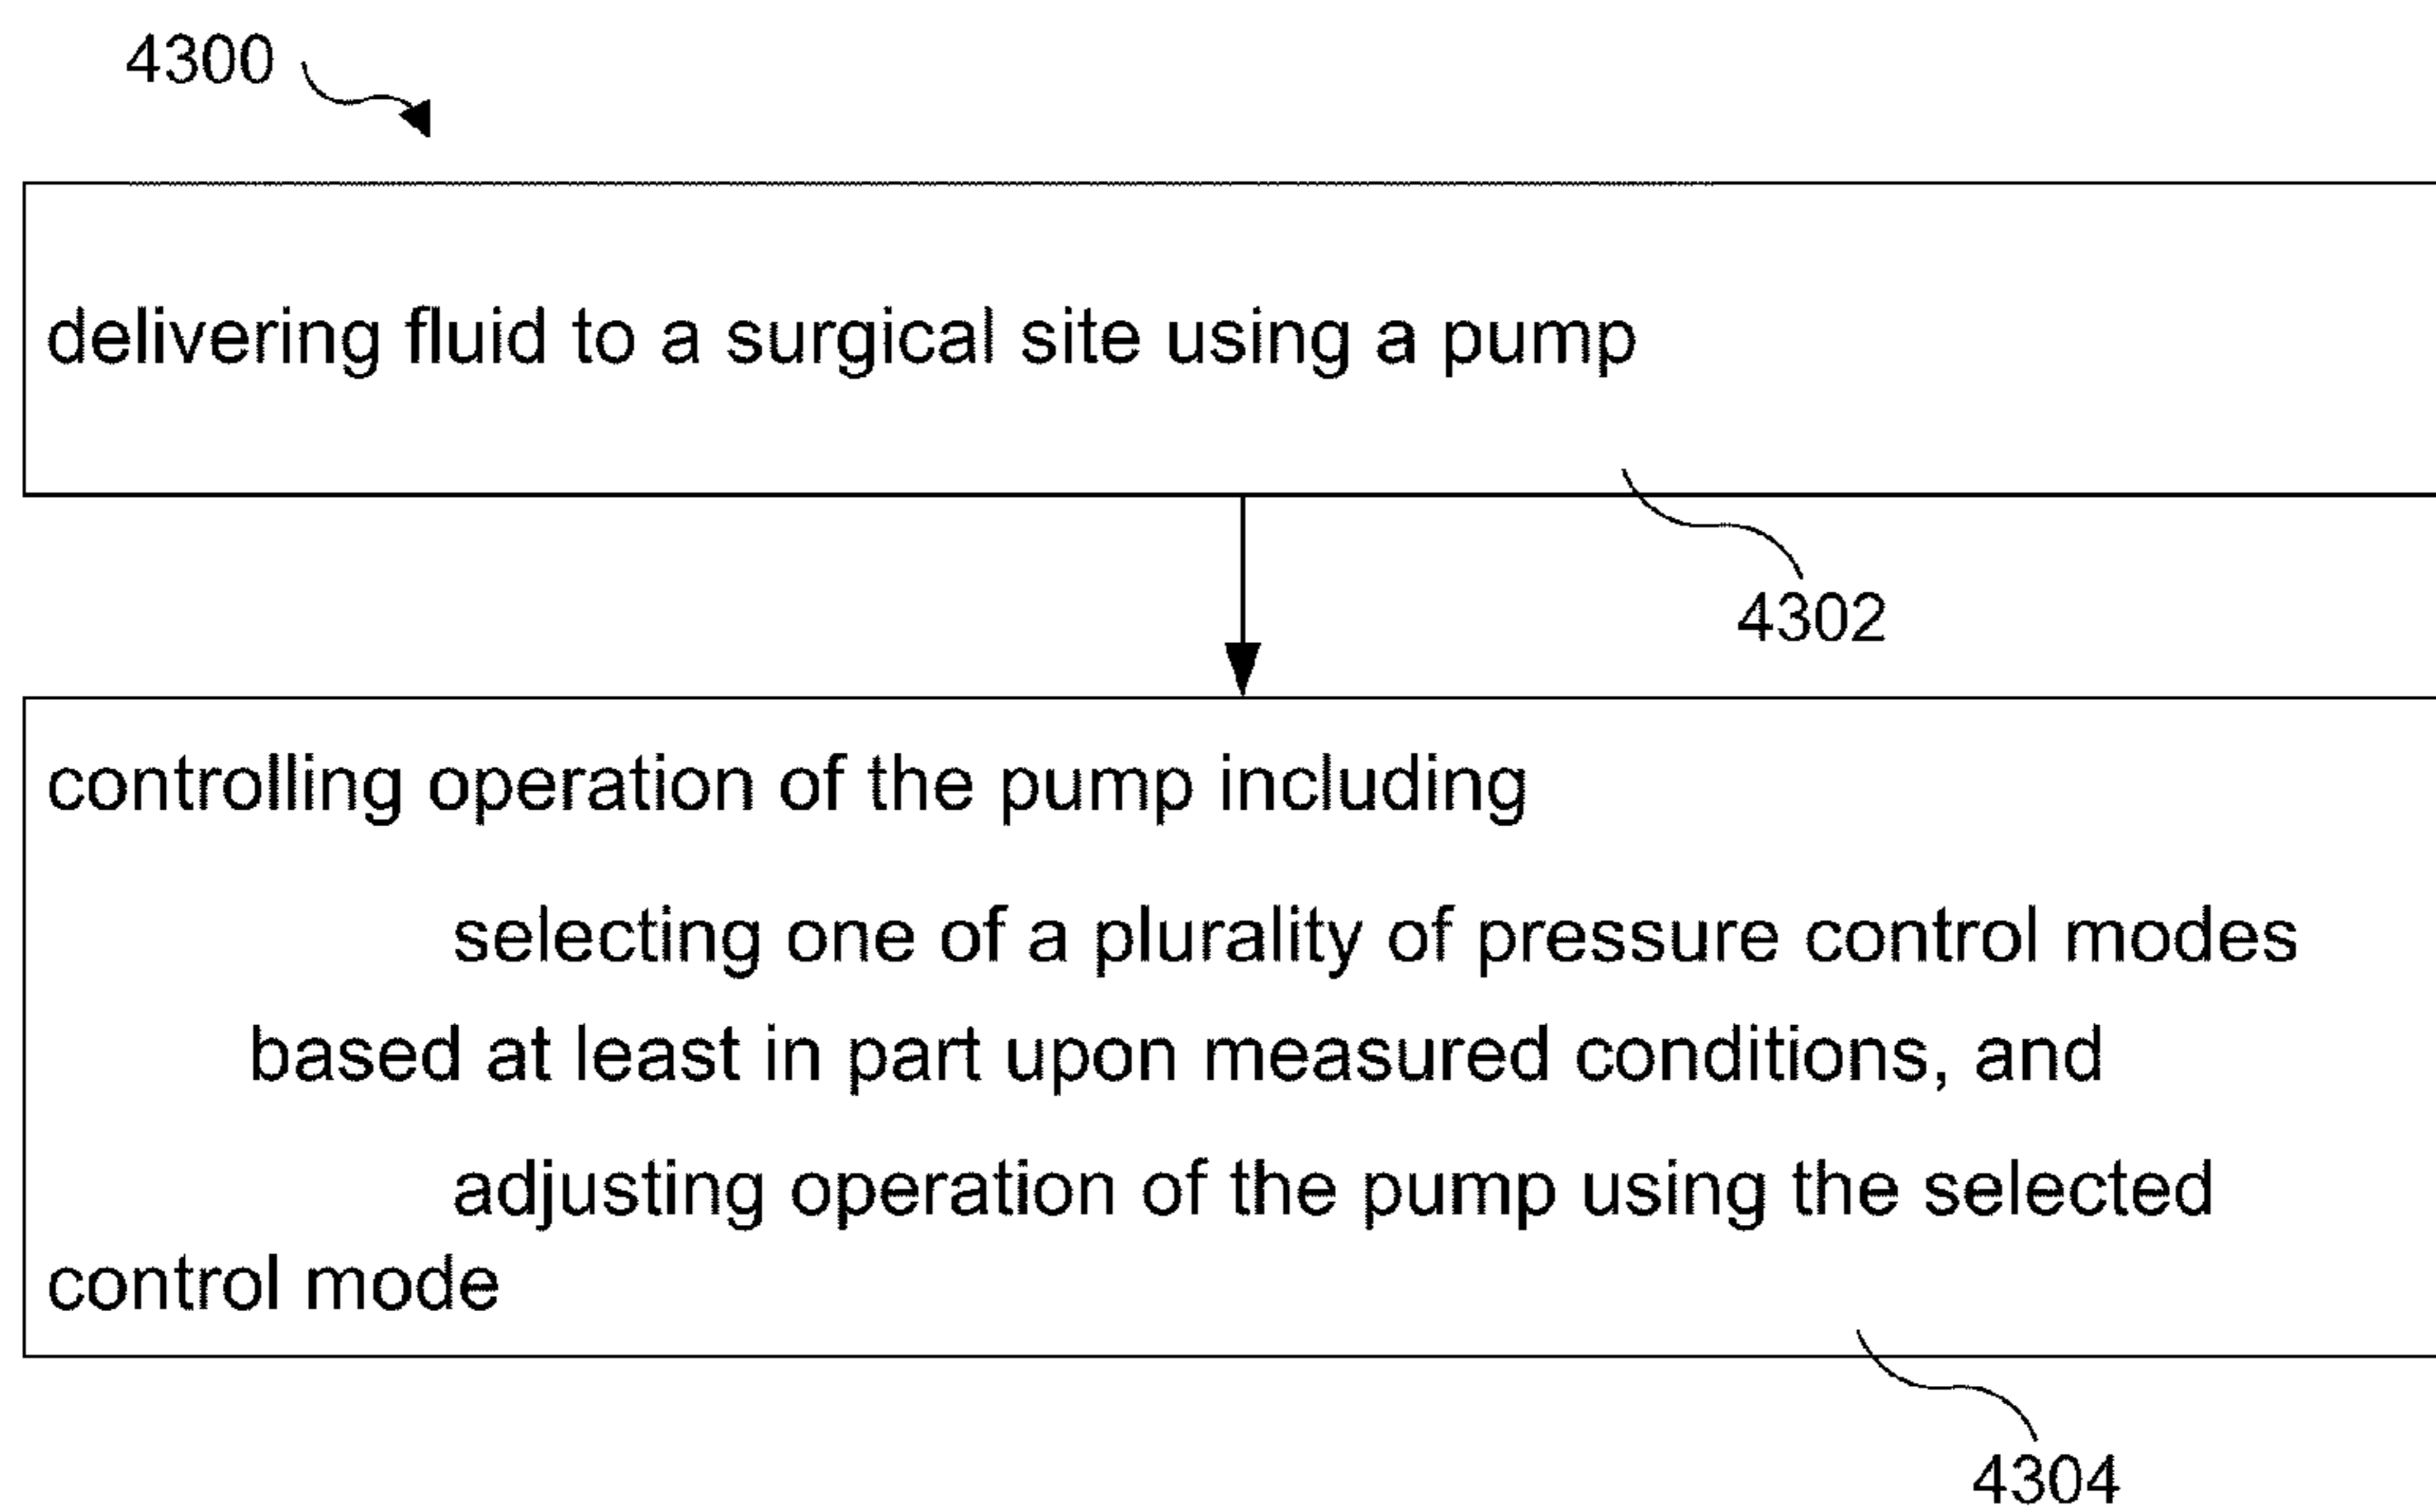 4300
delivering fluid to a surgical site using a pump
4302
controlling operation of the pump including
selecting one of a plurality of pressure control modes
based at least in part upon measured conditions, and
adjusting operation of the pump using the selected
control mode
4304